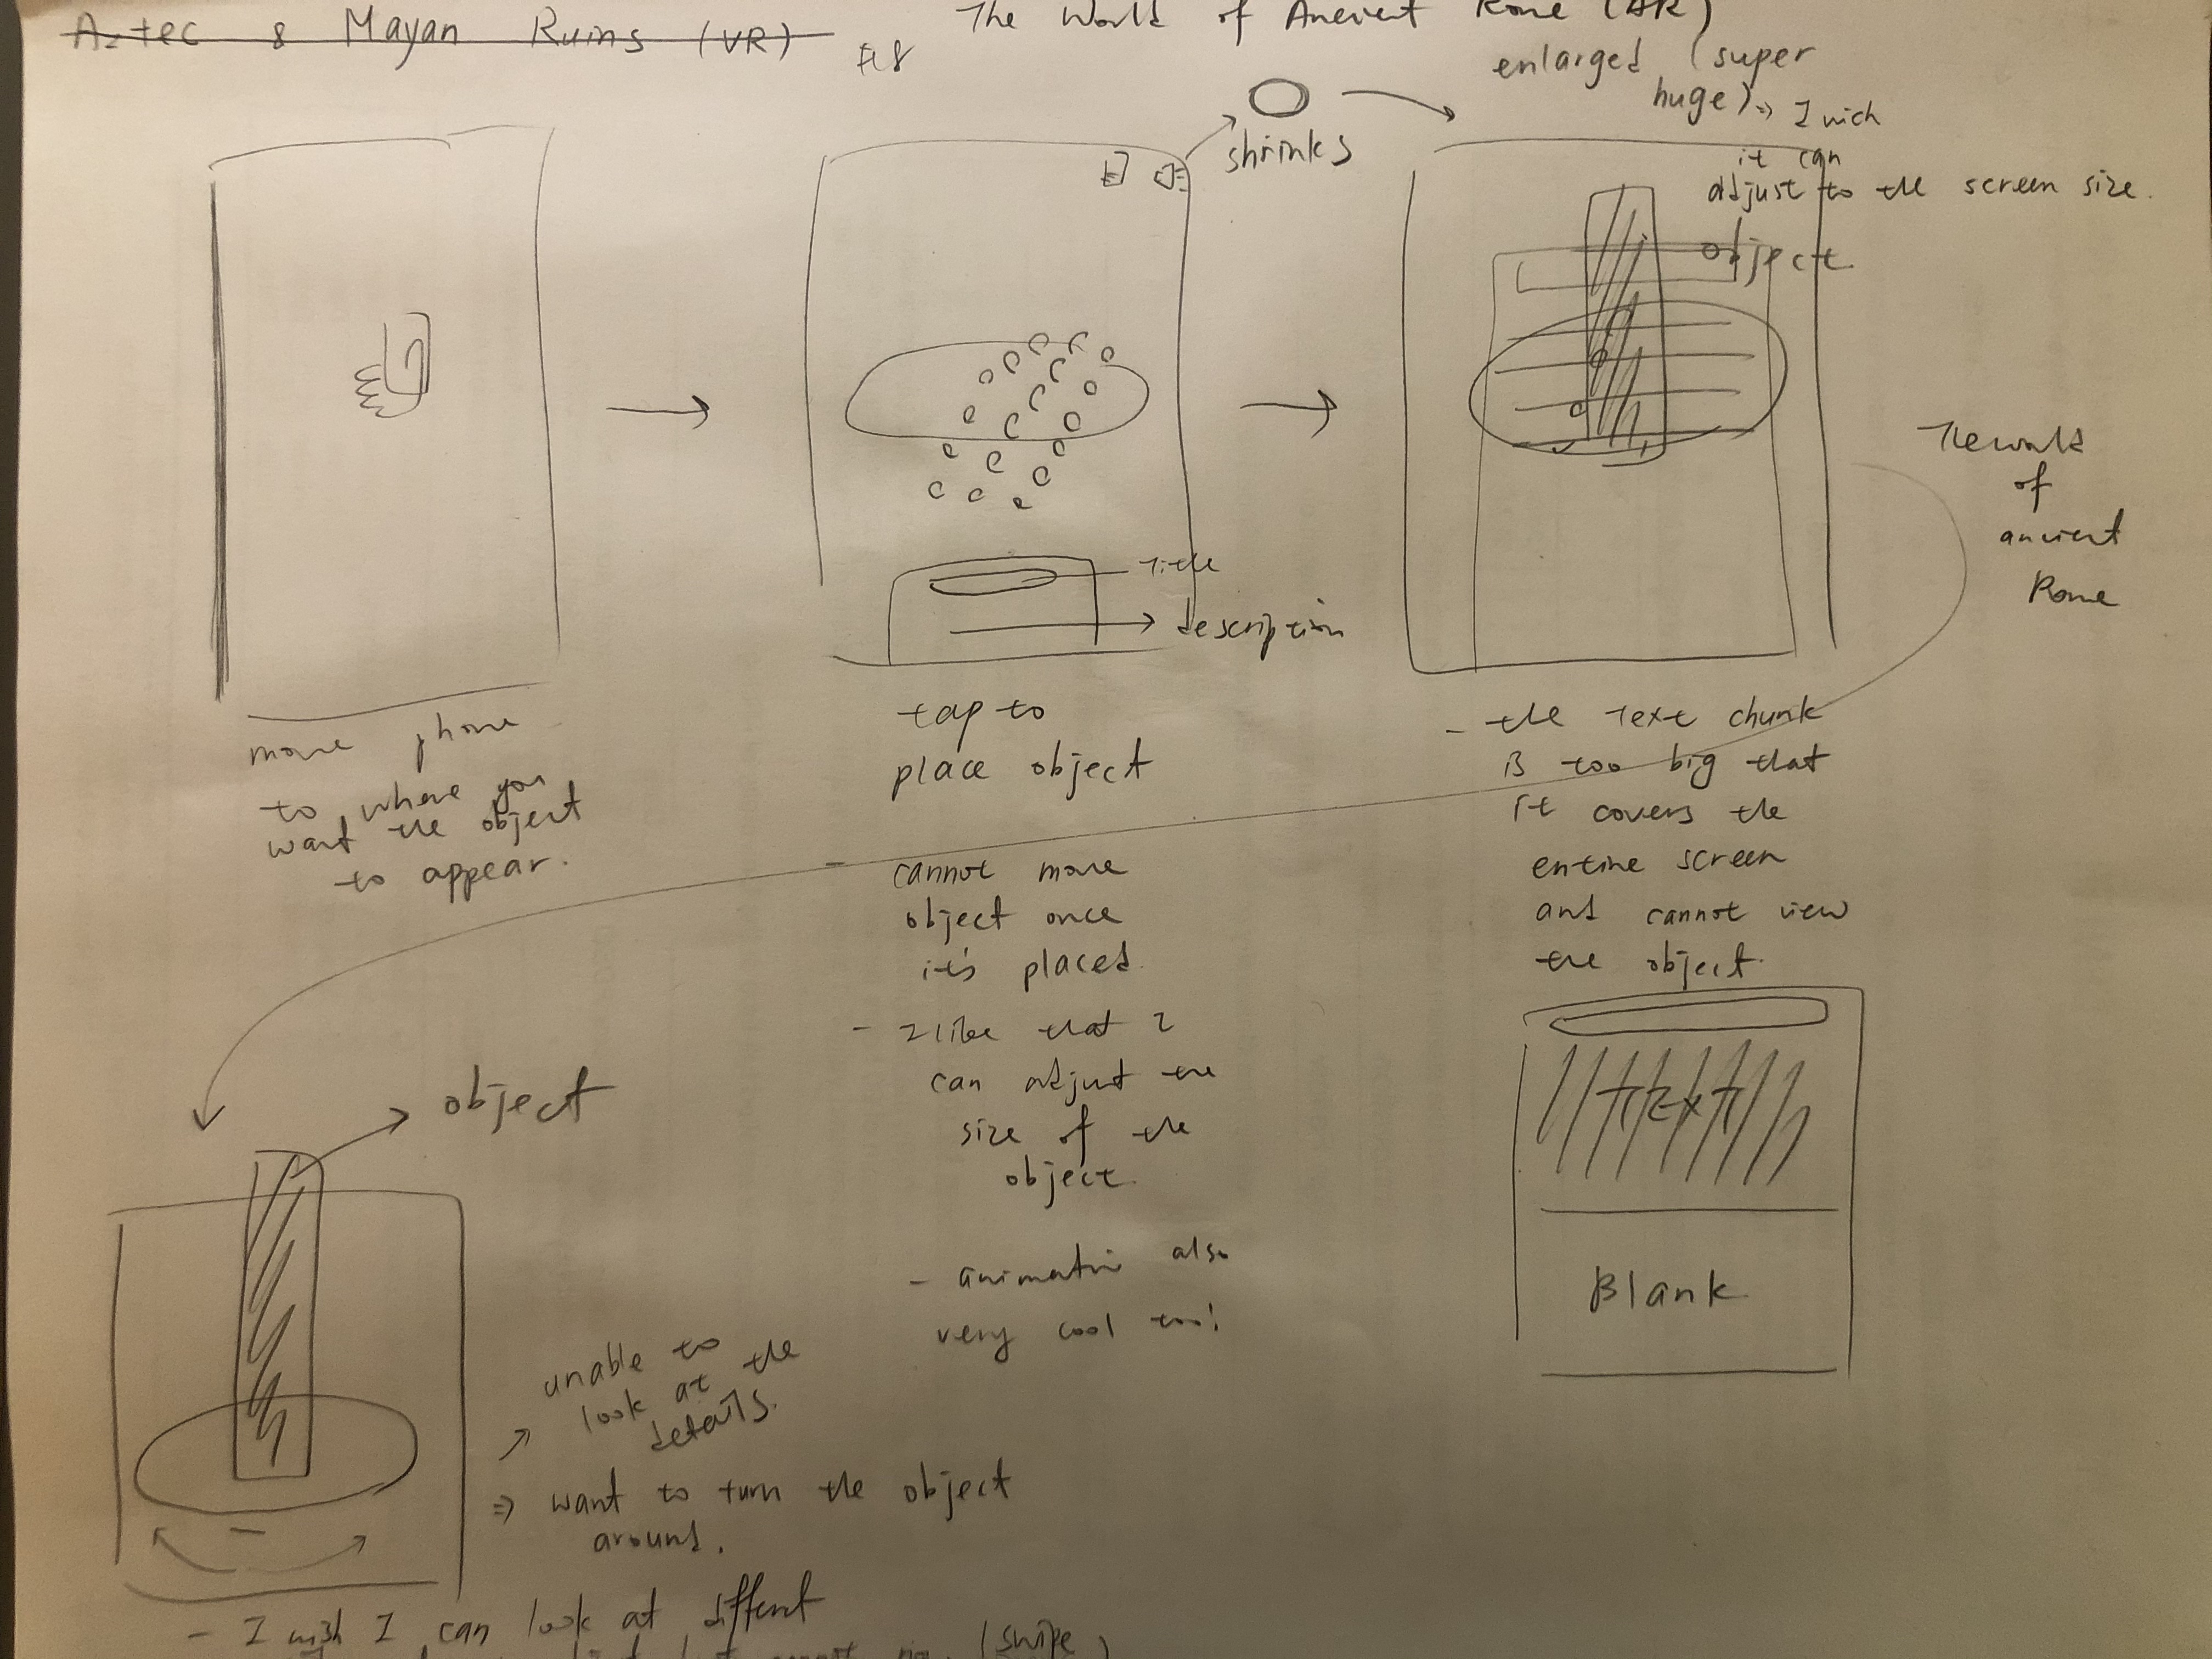 Aztec & Mayan Ruins (VR)
The World of Ancient Rome (AR)
enlarged (super
huge) => I wich
it can
adjust to the screen size.
shrinks
object
The world
of
ancient
Rome
Title
description
move phone
to where you
want the object
to appear.
tap to
place object
- cannot move
object once
it's placed.
- I like that I
can adjust the
size of the
object.
- animation also
very cool too!
- the Text chunk
is too big that
it covers the
entire screen
and cannot view
the object.
Text
Blank
object
unable to
look at the
details.
=> want to turn the object
around.
- I wish I can look at different
(swipe)